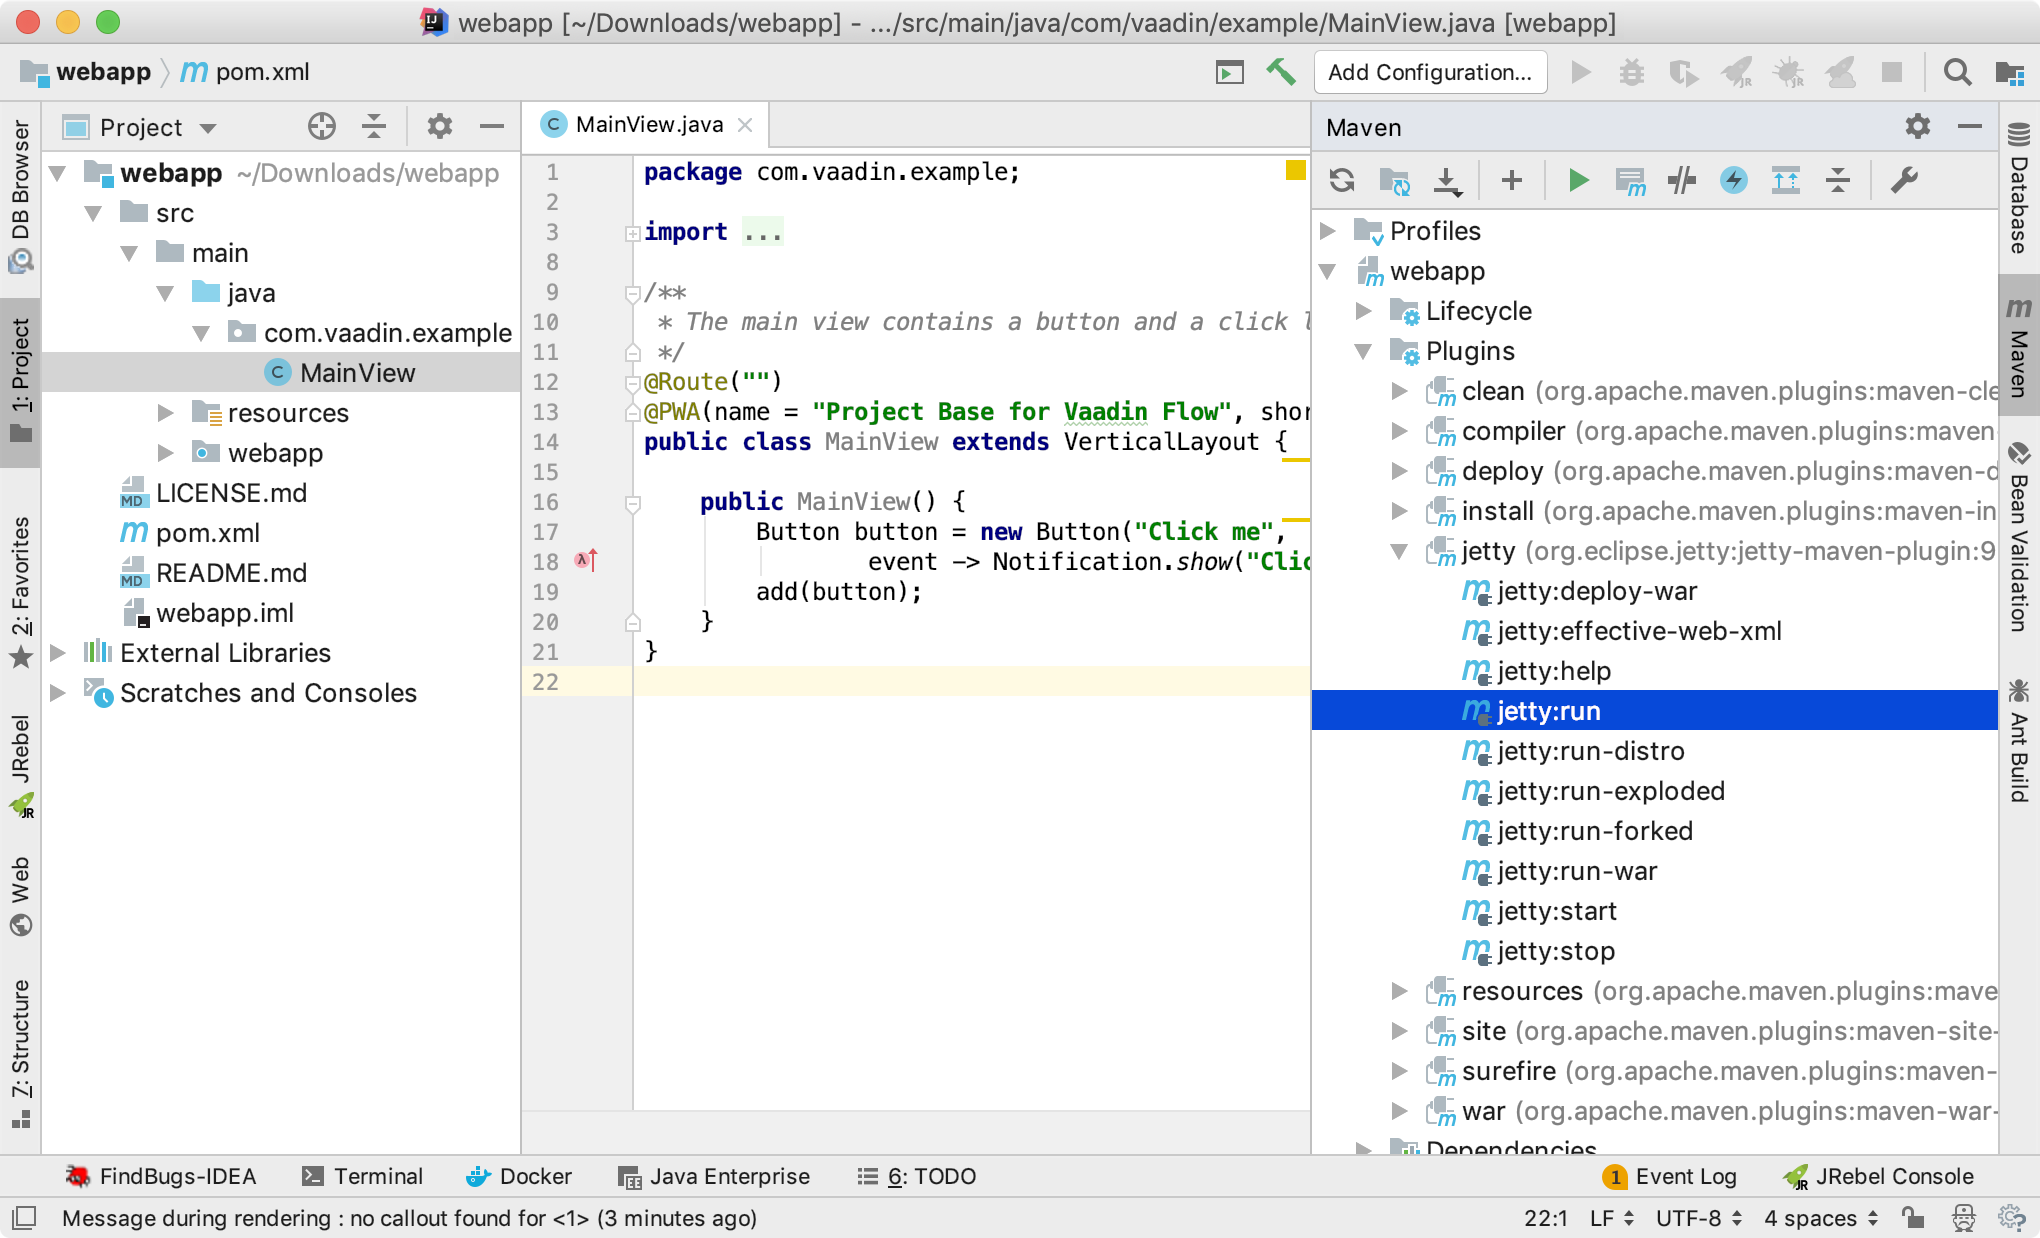 webapp [~/Downloads/webapp] - .../src/main/java/com/vaadin/example/MainView.java [webapp]
webapp
pom.xml
Add Configuration...
DB Browser
1: Project
2: Favorites
JRebel
Web
7: Structure
Project
webapp ~/Downloads/webapp
src
main
java
com.vaadin.example
MainView
resources
webapp
LICENSE.md
pom.xml
README.md
webapp.iml
External Libraries
Scratches and Consoles
MainView.java
1 package com.vaadin.example;
2
3 import ...
8
9 /**
10 * The main view contains a button and a click l
11 */
12 @Route("")
13 @PWA(name = "Project Base for Vaadin Flow", shor
14 public class MainView extends VerticalLayout {
15
16 public MainView() {
17 Button button = new Button("Click me",
18 event -> Notification.show("Clic
19 add(button);
20 }
21 }
22
Maven
Profiles
webapp
Lifecycle
Plugins
clean (org.apache.maven.plugins:maven-cle
compiler (org.apache.maven.plugins:maven-
deploy (org.apache.maven.plugins:maven-d
install (org.apache.maven.plugins:maven-in
jetty (org.eclipse.jetty:jetty-maven-plugin:9
jetty:deploy-war
jetty:effective-web-xml
jetty:help
jetty:run
jetty:run-distro
jetty:run-exploded
jetty:run-forked
jetty:run-war
jetty:start
jetty:stop
resources (org.apache.maven.plugins:mave
site (org.apache.maven.plugins:maven-site-
surefire (org.apache.maven.plugins:maven-
war (org.apache.maven.plugins:maven-war-
Dependencies
Database
Maven
Bean Validation
Ant Build
FindBugs-IDEA
Terminal
Docker
Java Enterprise
6: TODO
1 Event Log
JRebel Console
Message during rendering : no callout found for <1> (3 minutes ago)
22:1 LF UTF-8 4 spaces